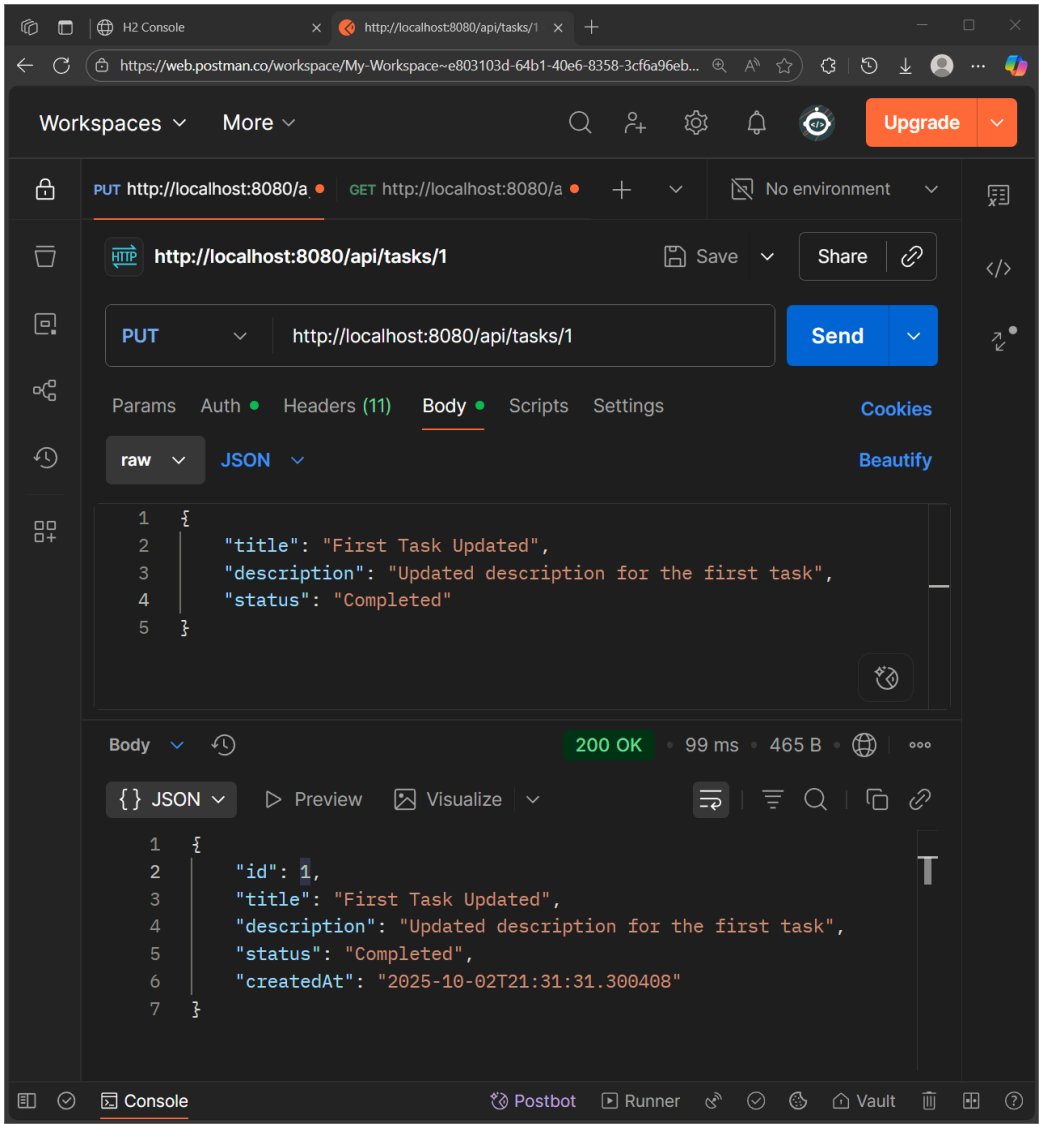 H2 Console
http://localhost:8080/api/tasks/1
https://web.postman.co/workspace/My-Workspace~e803103d-64b1-40e6-8358-3cf6a96eb...
Workspaces More Upgrade
PUT http://localhost:8080/a GET http://localhost:8080/a No environment
HTTP http://localhost:8080/api/tasks/1 Save Share
PUT http://localhost:8080/api/tasks/1 Send
Params Auth Headers (11) Body Scripts Settings Cookies
raw JSON Beautify
1 {
2 "title": "First Task Updated",
3 "description": "Updated description for the first task",
4 "status": "Completed"
5 }
Body 200 OK 99 ms 465 B
{} JSON Preview Visualize
1 {
2 "id": 1,
3 "title": "First Task Updated",
4 "description": "Updated description for the first task",
5 "status": "Completed",
6 "createdAt": "2025-10-02T21:31:31.300408"
7 }
Console Postbot Runner Vault